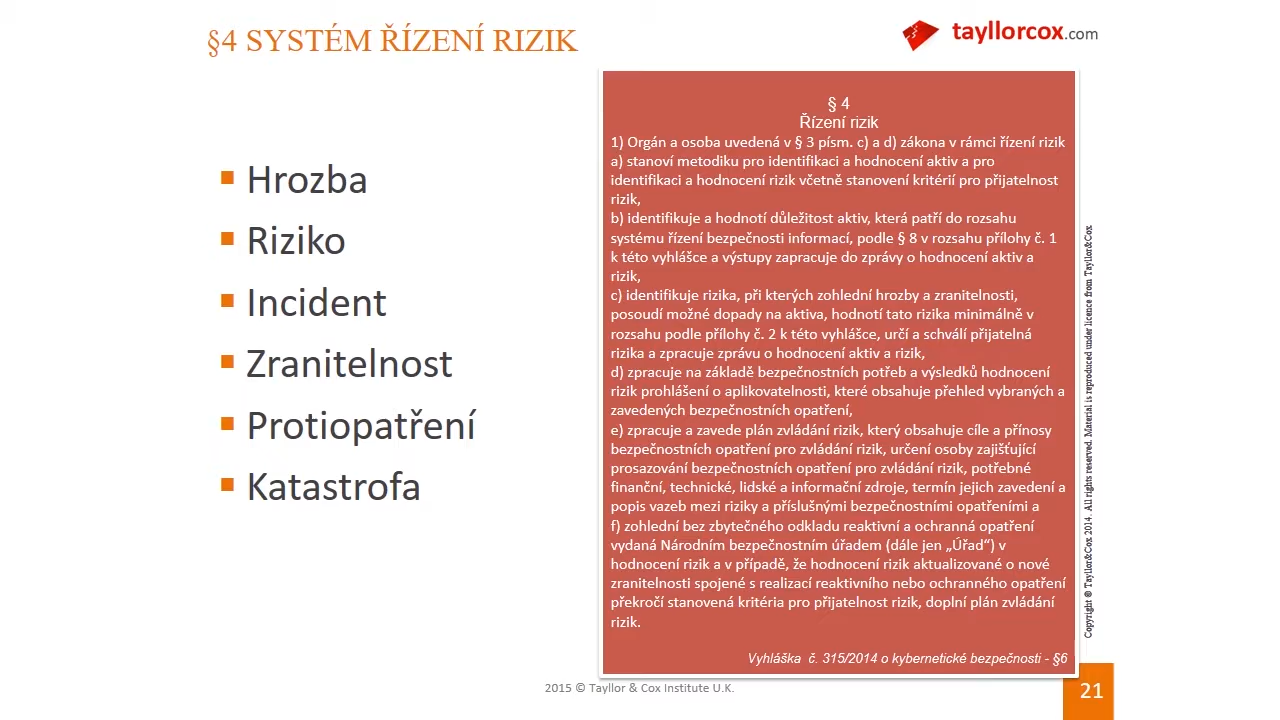 §4 SYSTÉM ŘÍZENÍ RIZIK
tayllorcox.com
Hrozba
Riziko
Incident
Zranitelnost
Protiopatření
Katastrofa
§ 4
Řízení rizik
1) Orgán a osoba uvedená v § 3 písm. c) a d) zákona v rámci řízení rizik
a) stanoví metodiku pro identifikaci a hodnocení aktiv a pro
identifikaci a hodnocení rizik včetně stanovení kritérií pro přijatelnost
rizik,
b) identifikuje a hodnotí důležitost aktiv, která patří do rozsahu
systému řízení bezpečnosti informací, podle § 8 v rozsahu přílohy č. 1
k této vyhlášce a výstupy zapracuje do zprávy o hodnocení aktiv a
rizik,
c) identifikuje rizika, při kterých zohlední hrozby a zranitelnosti,
posoudí možné dopady na aktiva, hodnotí tato rizika minimálně v
rozsahu podle přílohy č. 2 k této vyhlášce, určí a schválí přijatelná
rizika a zpracuje zprávu o hodnocení aktiv a rizik,
d) zpracuje na základě bezpečnostních potřeb a výsledků hodnocení
rizik prohlášení o aplikovatelnosti, které obsahuje přehled vybraných a
zavedených bezpečnostních opatření,
e) zpracuje a zavede plán zvládání rizik, který obsahuje cíle a přínosy
bezpečnostních opatření pro zvládání rizik, určení osoby zajišťující
prosazování bezpečnostních opatření pro zvládání rizik, potřebné
finanční, technické, lidské a informační zdroje, termín jejich zavedení a
popis vazeb mezi riziky a příslušnými bezpečnostními opatřeními a
f) zohlední bez zbytečného odkladu reaktivní a ochranná opatření
vydaná Národním bezpečnostním úřadem (dále jen „Úřad“) v
hodnocení rizik a v případě, že hodnocení rizik aktualizované o nové
zranitelnosti spojené s realizací reaktivního nebo ochranného opatření
překročí stanovená kritéria pro přijatelnost rizik, doplní plán zvládání
rizik.
Vyhláška č. 315/2014 o kybernetické bezpečnosti - §6
Copyright © Tayllor&Cox 2014. All rights reserved. Material is reproduced under licence from Tayllor&Cox
2015 © Tayllor & Cox Institute U.K.
21